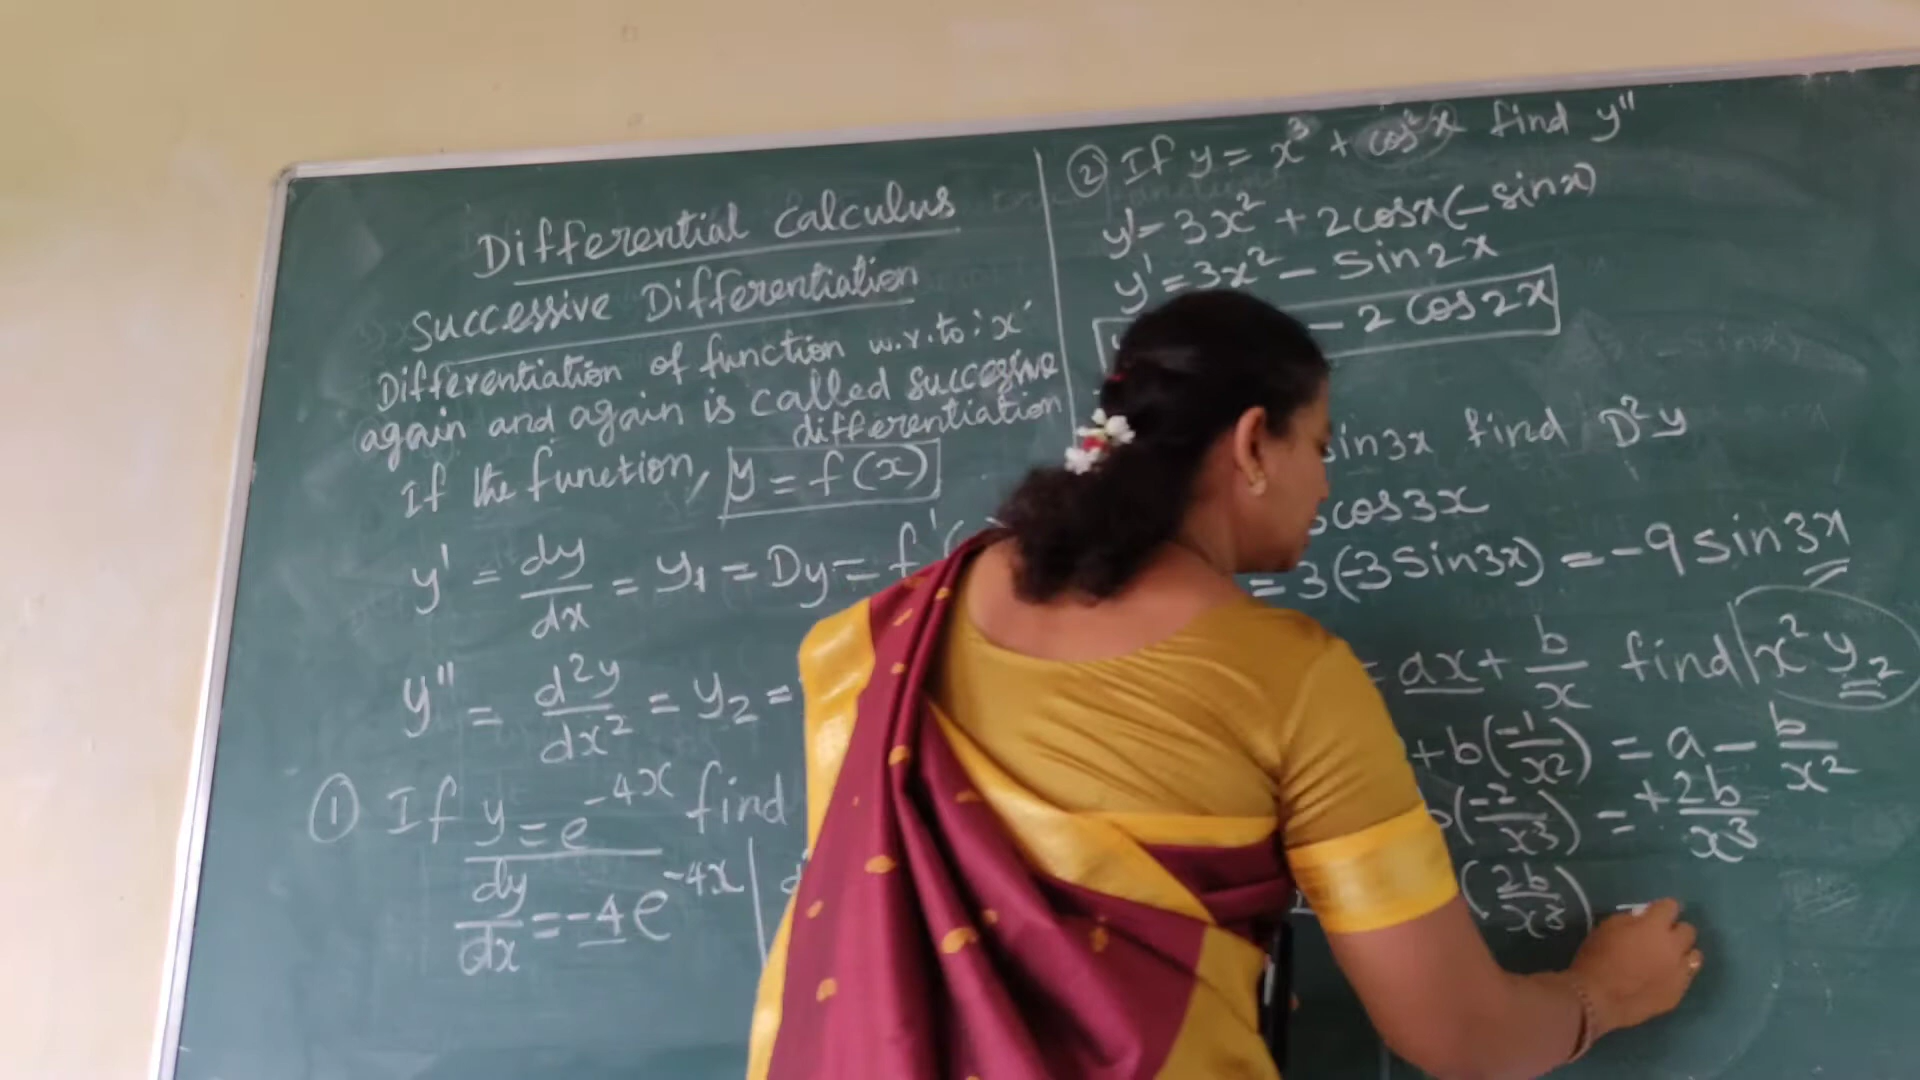 Differential Calculus
Successive Differentiation
Differentiation of function w.r.to 'x'
again and again is called successive
differentiation
If the function, y = f(x)
y' = dy/dx = y₁ = Dy = f'(
y'' = d²y/dx² = y₂ =
① If y = e^-4x find
dy/dx = -4e^-4x
② If y = x³ + cos²x find y''
y' = 3x² + 2cosx(-sinx)
y' = 3x² - sin2x
- 2 cos2x
sin3x find D²y
cos3x
= 3(-3sin3x) = -9sin3x
= ax + b/x find x²y₂
+b(-1/x²) = a - b/x²
(-2/x³) = +2b/x³
(2b/x³) =